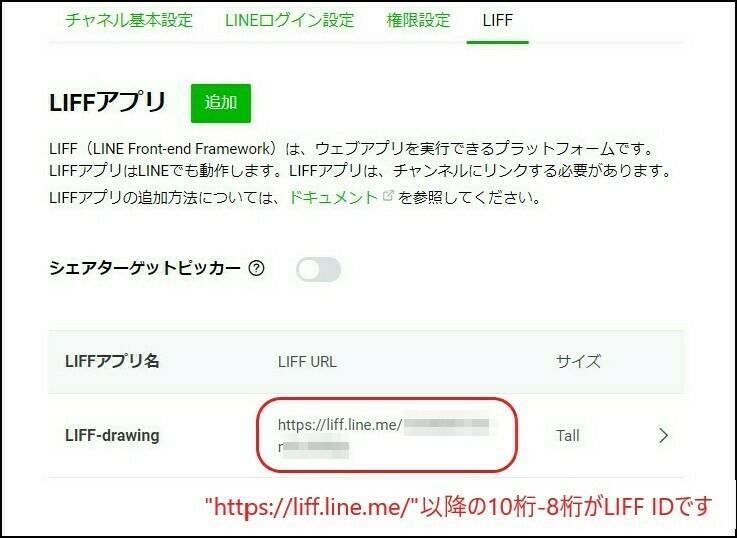 チャネル基本設定 LINEログイン設定 権限設定 LIFF
LIFFアプリ 追加
LIFF（LINE Front-end Framework）は、ウェブアプリを実行できるプラットフォームです。
LIFFアプリはLINEでも動作します。LIFFアプリは、チャンネルにリンクする必要があります。
LIFFアプリの追加方法については、ドキュメント を参照してください。
シェアターゲットピッカー
LIFFアプリ名 LIFF URL サイズ
LIFF-drawing https://liff.line.me/ Tall
"https://liff.line.me/"以降の10桁-8桁がLIFF IDです